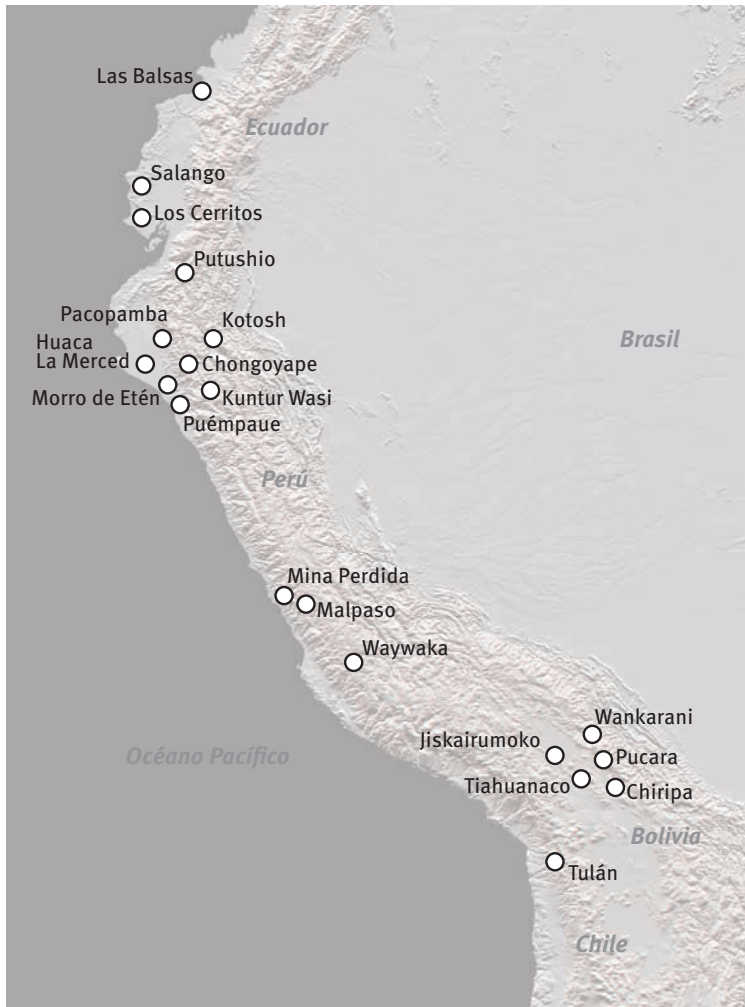 Las Balsas
Ecuador
Salango
Los Cerritos
Putushio
Pacopamba
Kotosh
Huaca
La Merced
Brasil
Chongoyape
Morro de Etén
Kuntur Wasi
Puémpaue
Perú
Mina Perdida
Malpaso
Waywaka
Wankarani
Jiskairumoko
Océano Pacífico
Pucara
Tiahuanaco
Chiripa
Bolivia
Tulán
Chile